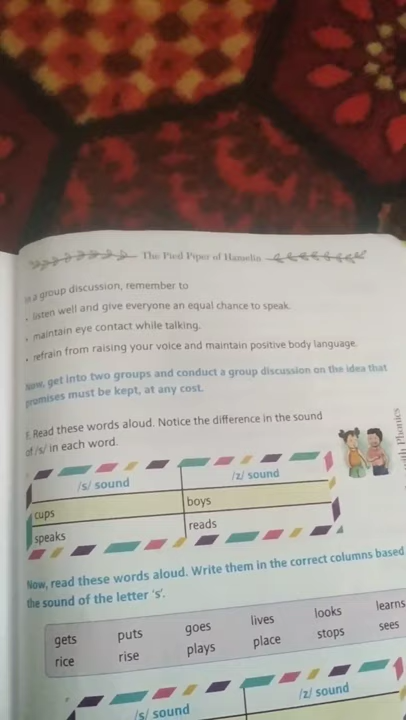 The Pied Piper of Hamelin
In a group discussion, remember to
• listen well and give everyone an equal chance to speak.
• maintain eye contact while talking.
• refrain from raising your voice and maintain positive body language.
Now, get into two groups and conduct a group discussion on the idea that
promises must be kept, at any cost.
Read these words aloud. Notice the difference in the sound
of /s/ in each word.
with Phonics
/s/ sound /z/ sound
cups boys
speaks reads
Now, read these words aloud. Write them in the correct columns based
the sound of the letter ‘s’.
gets puts goes lives looks learns
rice rise plays place stops sees
/s/ sound /z/ sound